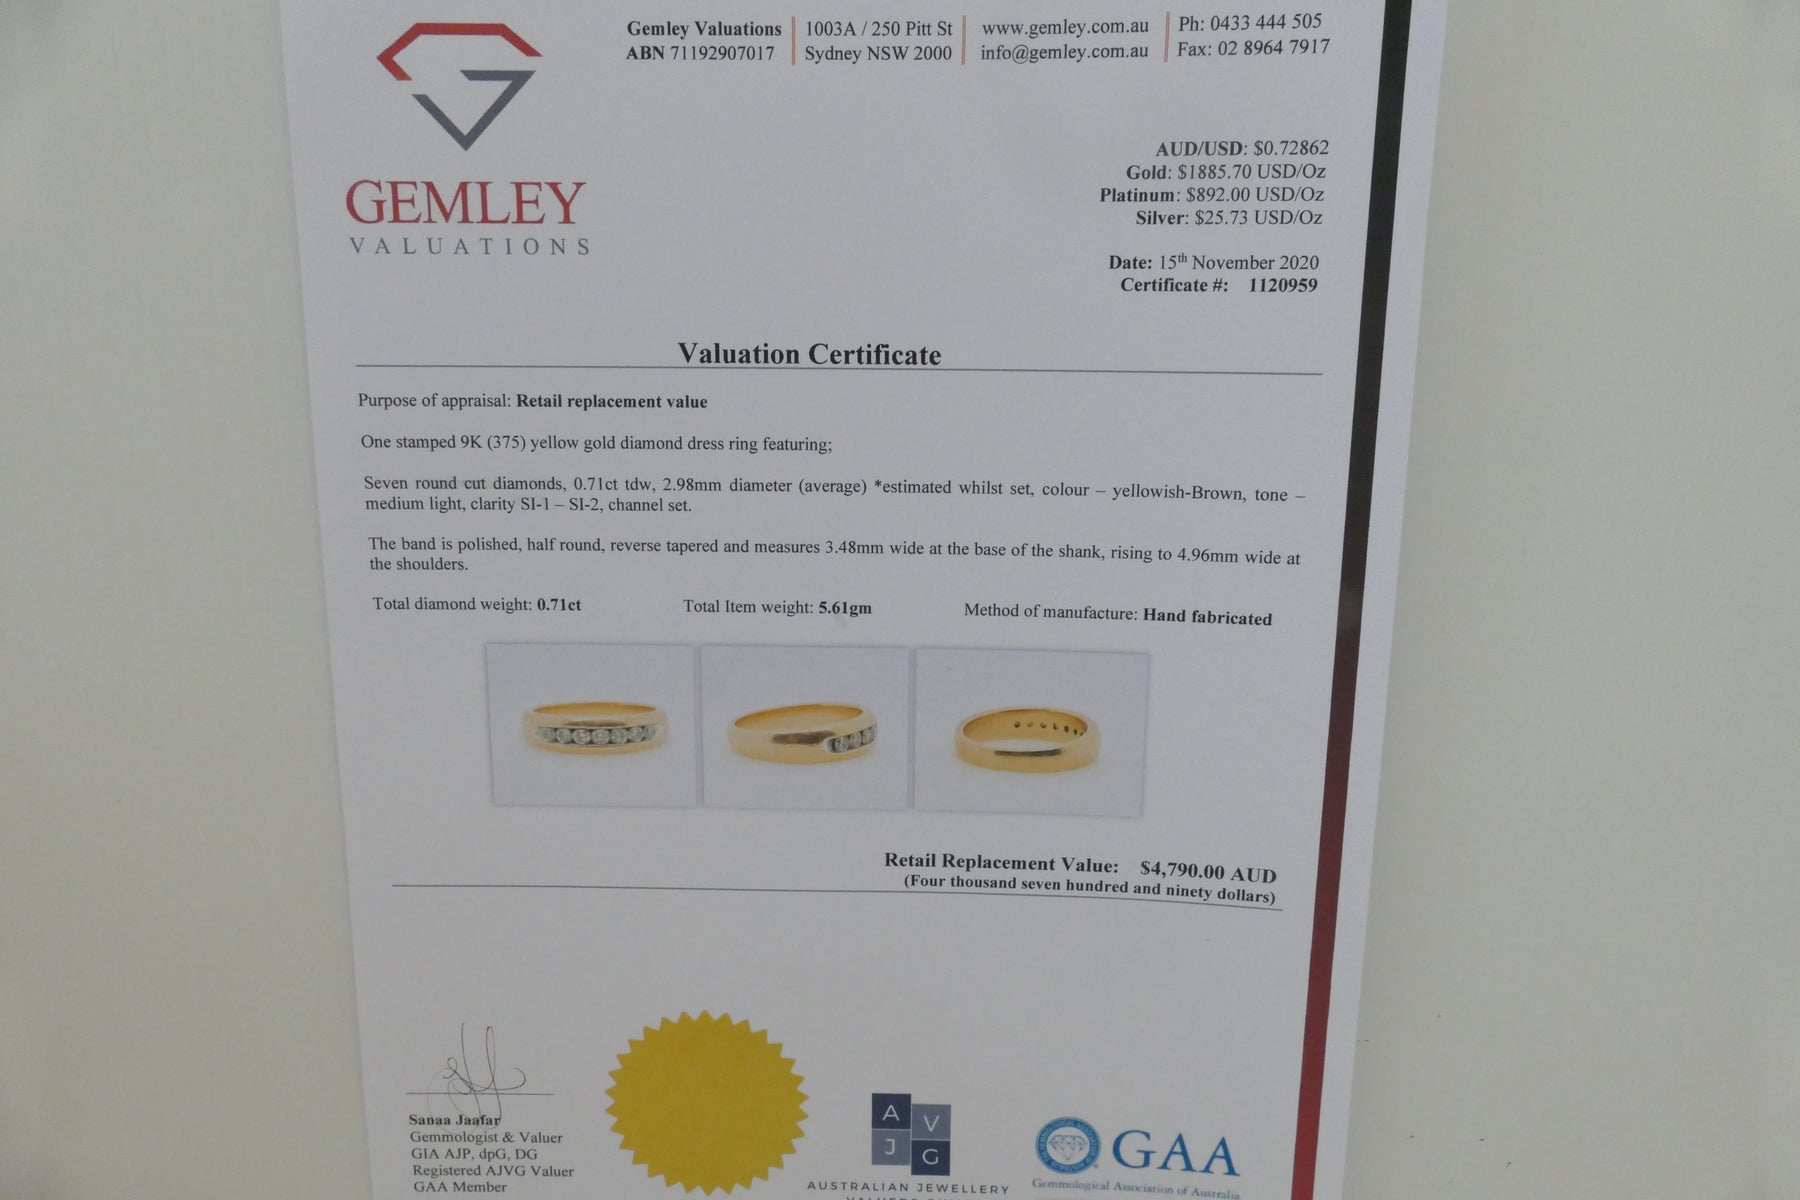 Gemley Valuations
ABN 71192907017
1003A / 250 Pitt St
Sydney NSW 2000
www.gemley.com.au
info@gemley.com.au
Ph: 0433 444 505
Fax: 02 8964 7917
GEMLEY
VALUATIONS
AUD/USD: $0.72862
Gold: $1885.70 USD/Oz
Platinum: $892.00 USD/Oz
Silver: $25.73 USD/Oz
Date: 15th November 2020
Certificate #: 1120959
Valuation Certificate
Purpose of appraisal: Retail replacement value
One stamped 9K (375) yellow gold diamond dress ring featuring;
Seven round cut diamonds, 0.71ct tdw, 2.98mm diameter (average) *estimated whilst set, colour – yellowish-Brown, tone –
medium light, clarity SI-1 – SI-2, channel set.
The band is polished, half round, reverse tapered and measures 3.48mm wide at the base of the shank, rising to 4.96mm wide at
the shoulders.
Total diamond weight: 0.71ct
Total Item weight: 5.61gm
Method of manufacture: Hand fabricated
Retail Replacement Value: $4,790.00 AUD
(Four thousand seven hundred and ninety dollars)
Sanaa Jaafar
Gemmologist & Valuer
GIA AJP, dpG, DG
Registered AJVG Valuer
GAA Member
A V
J G
AUSTRALIAN JEWELLERY
GAA
Gemmological Association of Australia